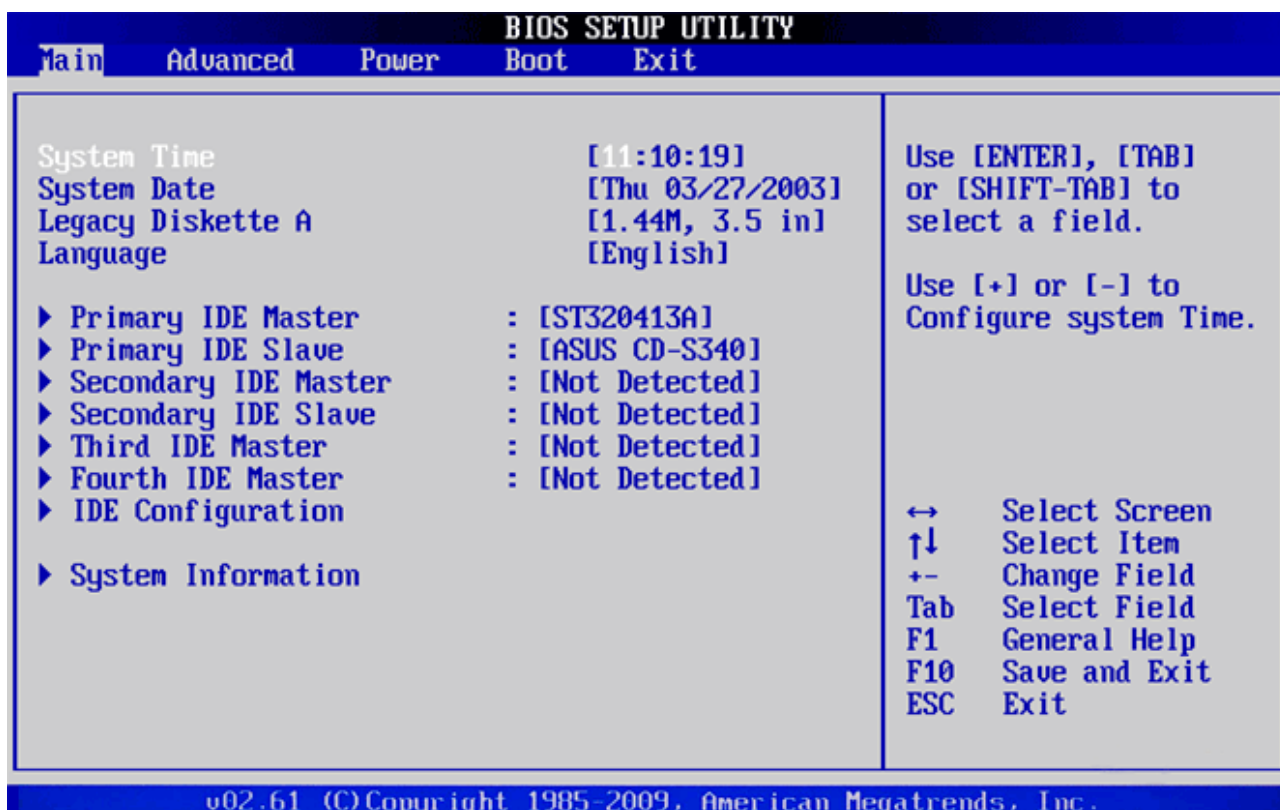 BIOS SETUP UTILITY
Main Advanced Power Boot Exit
System Time [11:10:19]
System Date [Thu 03/27/2003]
Legacy Diskette A [1.44M, 3.5 in]
Language [English]
▶ Primary IDE Master : [ST320413A]
▶ Primary IDE Slave : [ASUS CD-S340]
▶ Secondary IDE Master : [Not Detected]
▶ Secondary IDE Slave : [Not Detected]
▶ Third IDE Master : [Not Detected]
▶ Fourth IDE Master : [Not Detected]
▶ IDE Configuration
▶ System Information
Use [ENTER], [TAB]
or [SHIFT-TAB] to
select a field.
Use [+] or [-] to
Configure system Time.
↔ Select Screen
↑↓ Select Item
+- Change Field
Tab Select Field
F1 General Help
F10 Save and Exit
ESC Exit
v02.61 (C)Copyright 1985-2009, American Megatrends, Inc.